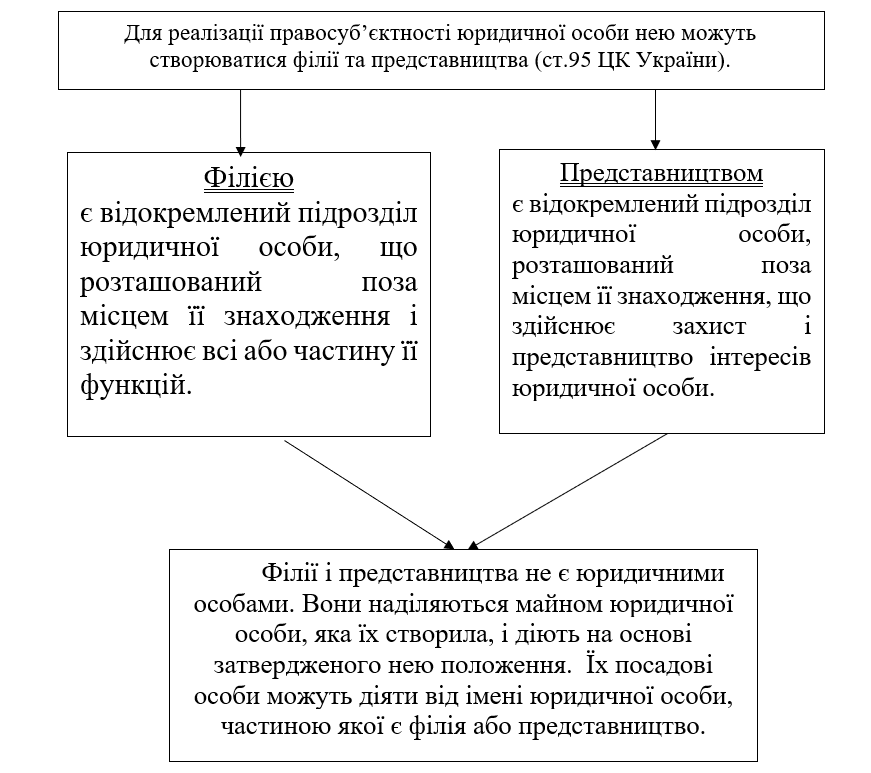 Для реалізації правосуб’єктності юридичної особи нею можуть
створюватися філії та представництва (ст.95 ЦК України).
Філією
є відокремлений підрозділ
юридичної особи, що
розташований поза
місцем її знаходження і
здійснює всі або частину її
функцій.
Представництвом
є відокремлений підрозділ
юридичної особи,
розташований поза
місцем її знаходження, що
здійснює захист і
представництво інтересів
юридичної особи.
Філії і представництва не є юридичними
особами. Вони наділяються майном юридичної
особи, яка їх створила, і діють на основі
затвердженого нею положення. Їх посадові
особи можуть діяти від імені юридичної особи,
частиною якої є філія або представництво.